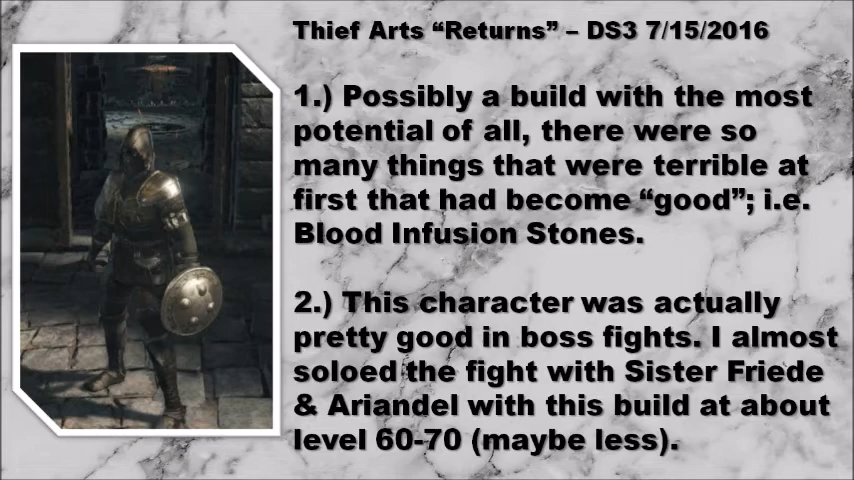 Thief Arts “Returns” – DS3 7/15/2016
1.) Possibly a build with the most
potential of all, there were so
many things that were terrible at
first that had become “good”; i.e.
Blood Infusion Stones.
2.) This character was actually
pretty good in boss fights. I almost
soloed the fight with Sister Friede
& Ariandel with this build at about
level 60-70 (maybe less).